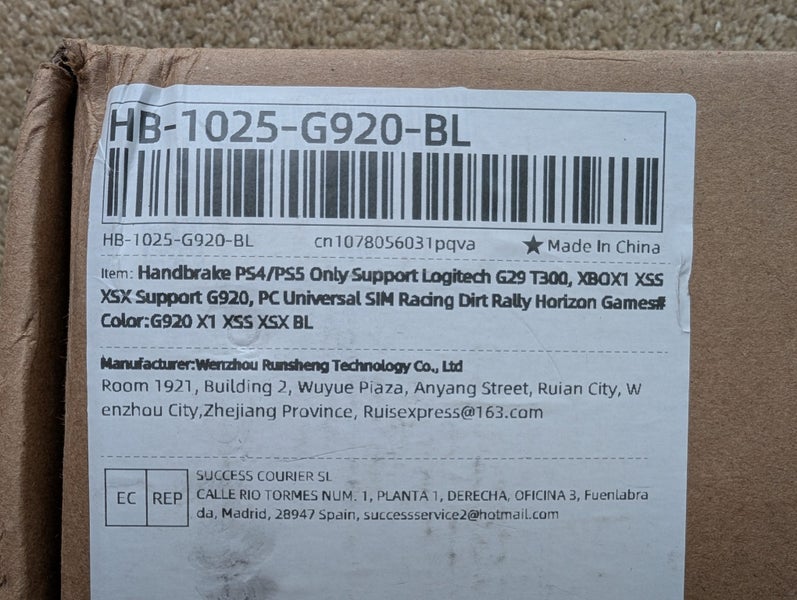 HB-1025-G920-BL
HB-1025-G920-BL cn1078056031pqva ★Made In China
Item: Handbrake PS4/PS5 Only Support Logitech G29 T300, XBOX1 XSS
XSX Support G920, PC Universal SIM Racing Dirt Rally Horizon Games#
Color:G920 X1 XSS XSX BL
Manufacturer:Wenzhou Runsheng Technology Co., Ltd
Room 1921, Building 2, Wuyue Plaza, Anyang Street, Ruian City, W
enzhou City,Zhejiang Province, Ruisexpress@163.com
EC REP
SUCCESS COURIER SL
CALLE RIO TORMES NUM. 1, PLANTA 1, DERECHA, OFICINA 3, Fuenlabra
da, Madrid, 28947 Spain, successservice2@hotmail.com